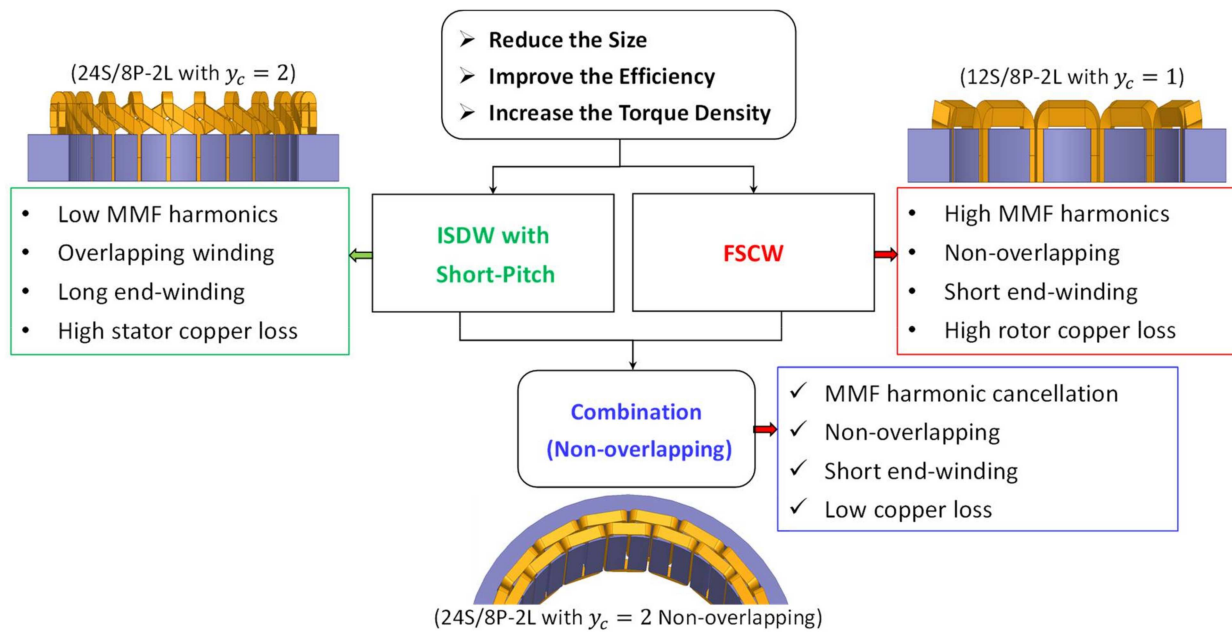 ➢ Reduce the Size
➢ Improve the Efficiency
➢ Increase the Torque Density
(24S/8P-2L with y_c = 2)
(12S/8P-2L with y_c = 1)
• Low MMF harmonics
• Overlapping winding
• Long end-winding
• High stator copper loss
ISDW with
Short-Pitch
FSCW
• High MMF harmonics
• Non-overlapping
• Short end-winding
• High rotor copper loss
Combination
(Non-overlapping)
✓ MMF harmonic cancellation
✓ Non-overlapping
✓ Short end-winding
✓ Low copper loss
(24S/8P-2L with y_c = 2 Non-overlapping)